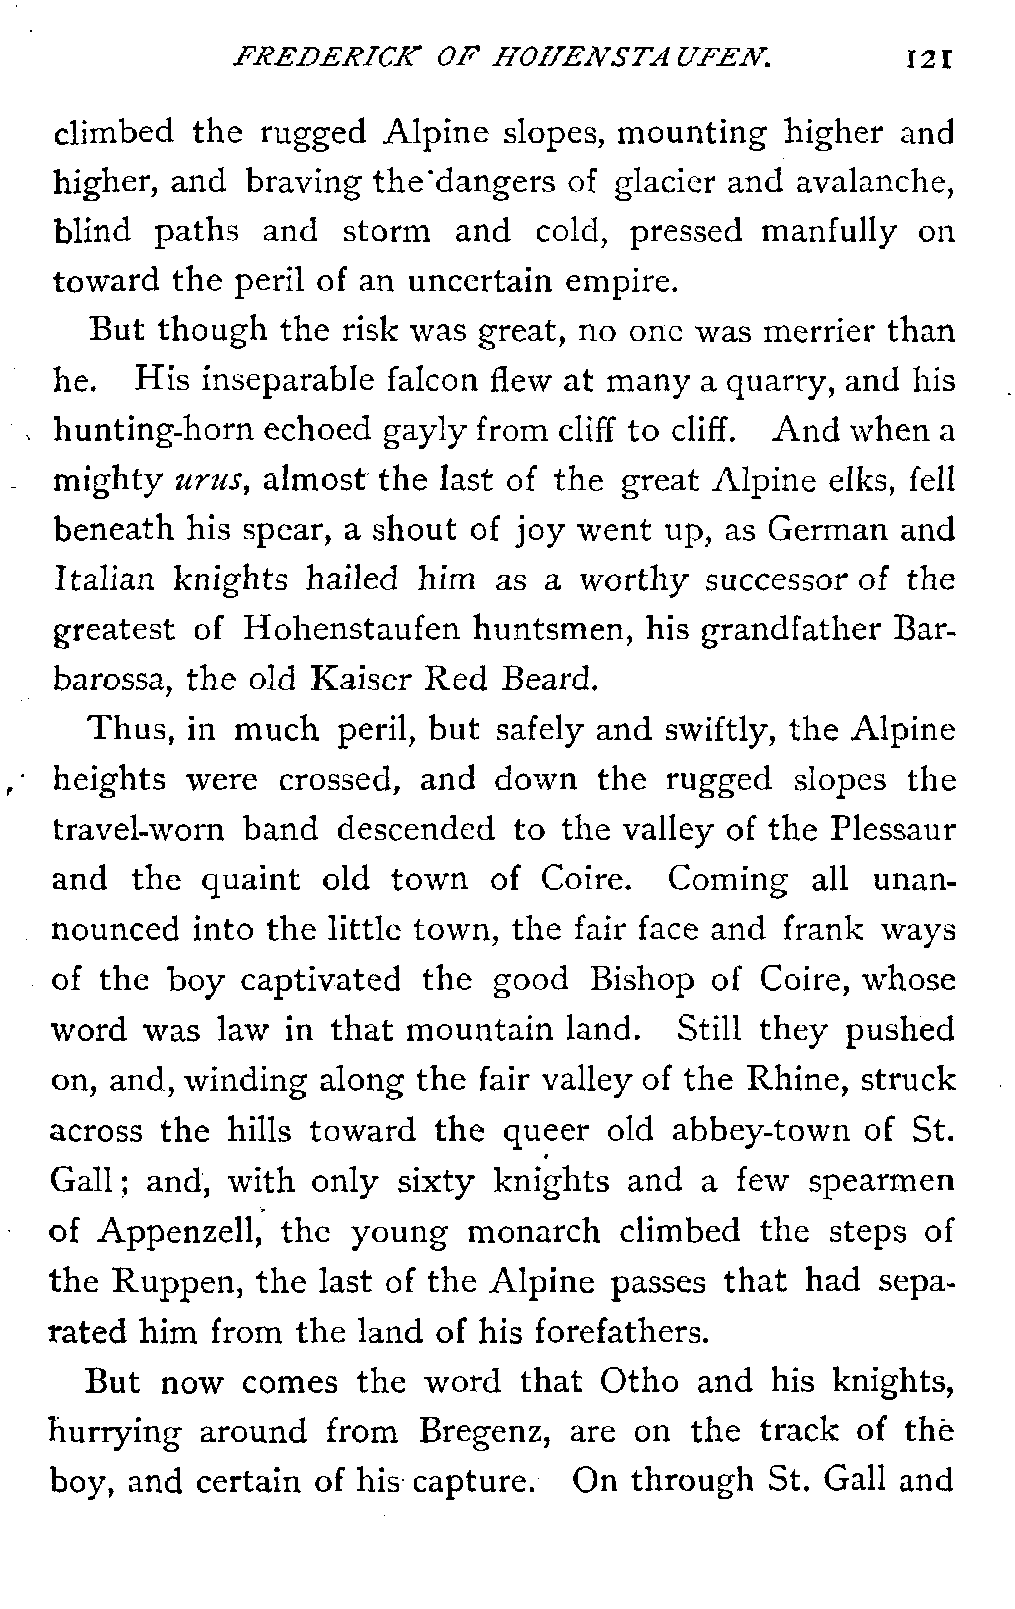 FREDERICK OF HOHENSTAUFEN. 121
climbed the rugged Alpine slopes, mounting higher and
higher, and braving the dangers of glacier and avalanche,
blind paths and storm and cold, pressed manfully on
toward the peril of an uncertain empire.
But though the risk was great, no one was merrier than
he. His inseparable falcon flew at many a quarry, and his
hunting-horn echoed gayly from cliff to cliff. And when a
mighty urus, almost the last of the great Alpine elks, fell
beneath his spear, a shout of joy went up, as German and
Italian knights hailed him as a worthy successor of the
greatest of Hohenstaufen huntsmen, his grandfather Bar-
barossa, the old Kaiser Red Beard.
Thus, in much peril, but safely and swiftly, the Alpine
heights were crossed, and down the rugged slopes the
travel-worn band descended to the valley of the Plessaur
and the quaint old town of Coire. Coming all unan-
nounced into the little town, the fair face and frank ways
of the boy captivated the good Bishop of Coire, whose
word was law in that mountain land. Still they pushed
on, and, winding along the fair valley of the Rhine, struck
across the hills toward the queer old abbey-town of St.
Gall; and, with only sixty knights and a few spearmen
of Appenzell, the young monarch climbed the steps of
the Ruppen, the last of the Alpine passes that had sepa-
rated him from the land of his forefathers.
But now comes the word that Otho and his knights,
hurrying around from Bregenz, are on the track of the
boy, and certain of his capture. On through St. Gall and